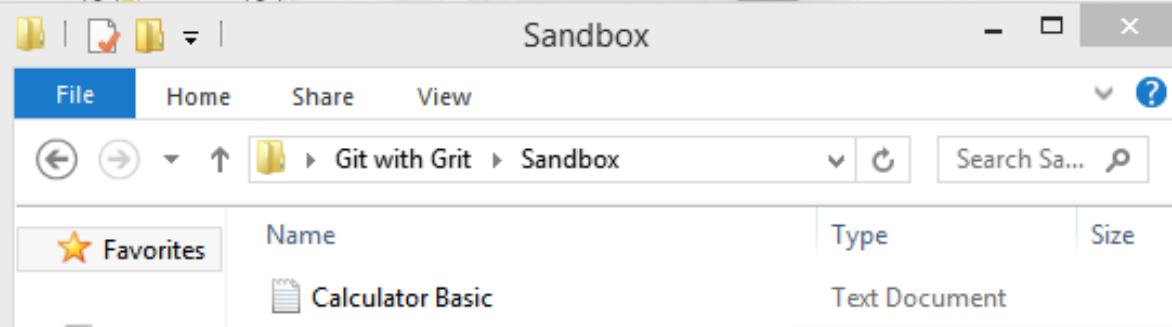 Sandbox
File Home Share View
Git with Grit Sandbox Search Sa...
Favorites Name Type Size
Calculator Basic Text Document